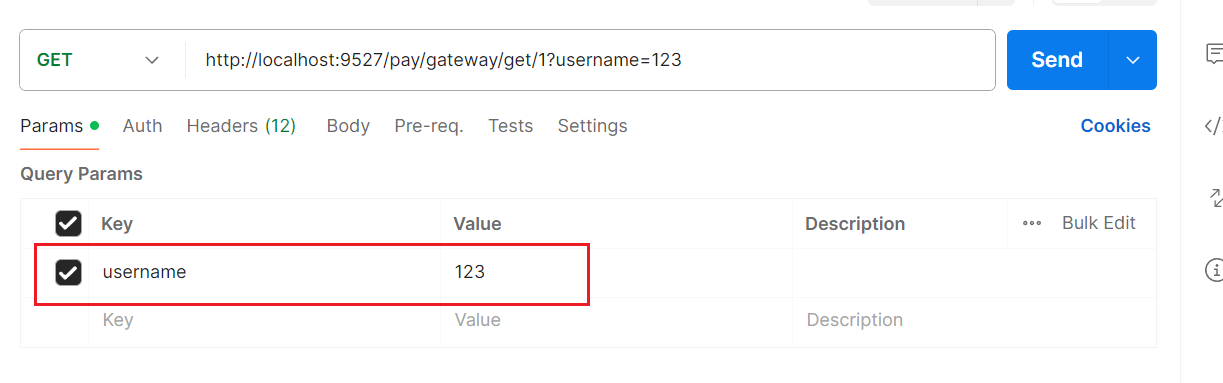 GET http://localhost:9527/pay/gateway/get/1?username=123 Send
Params Auth Headers (12) Body Pre-req. Tests Settings Cookies
Query Params
Key Value Description Bulk Edit
username 123
Key Value Description